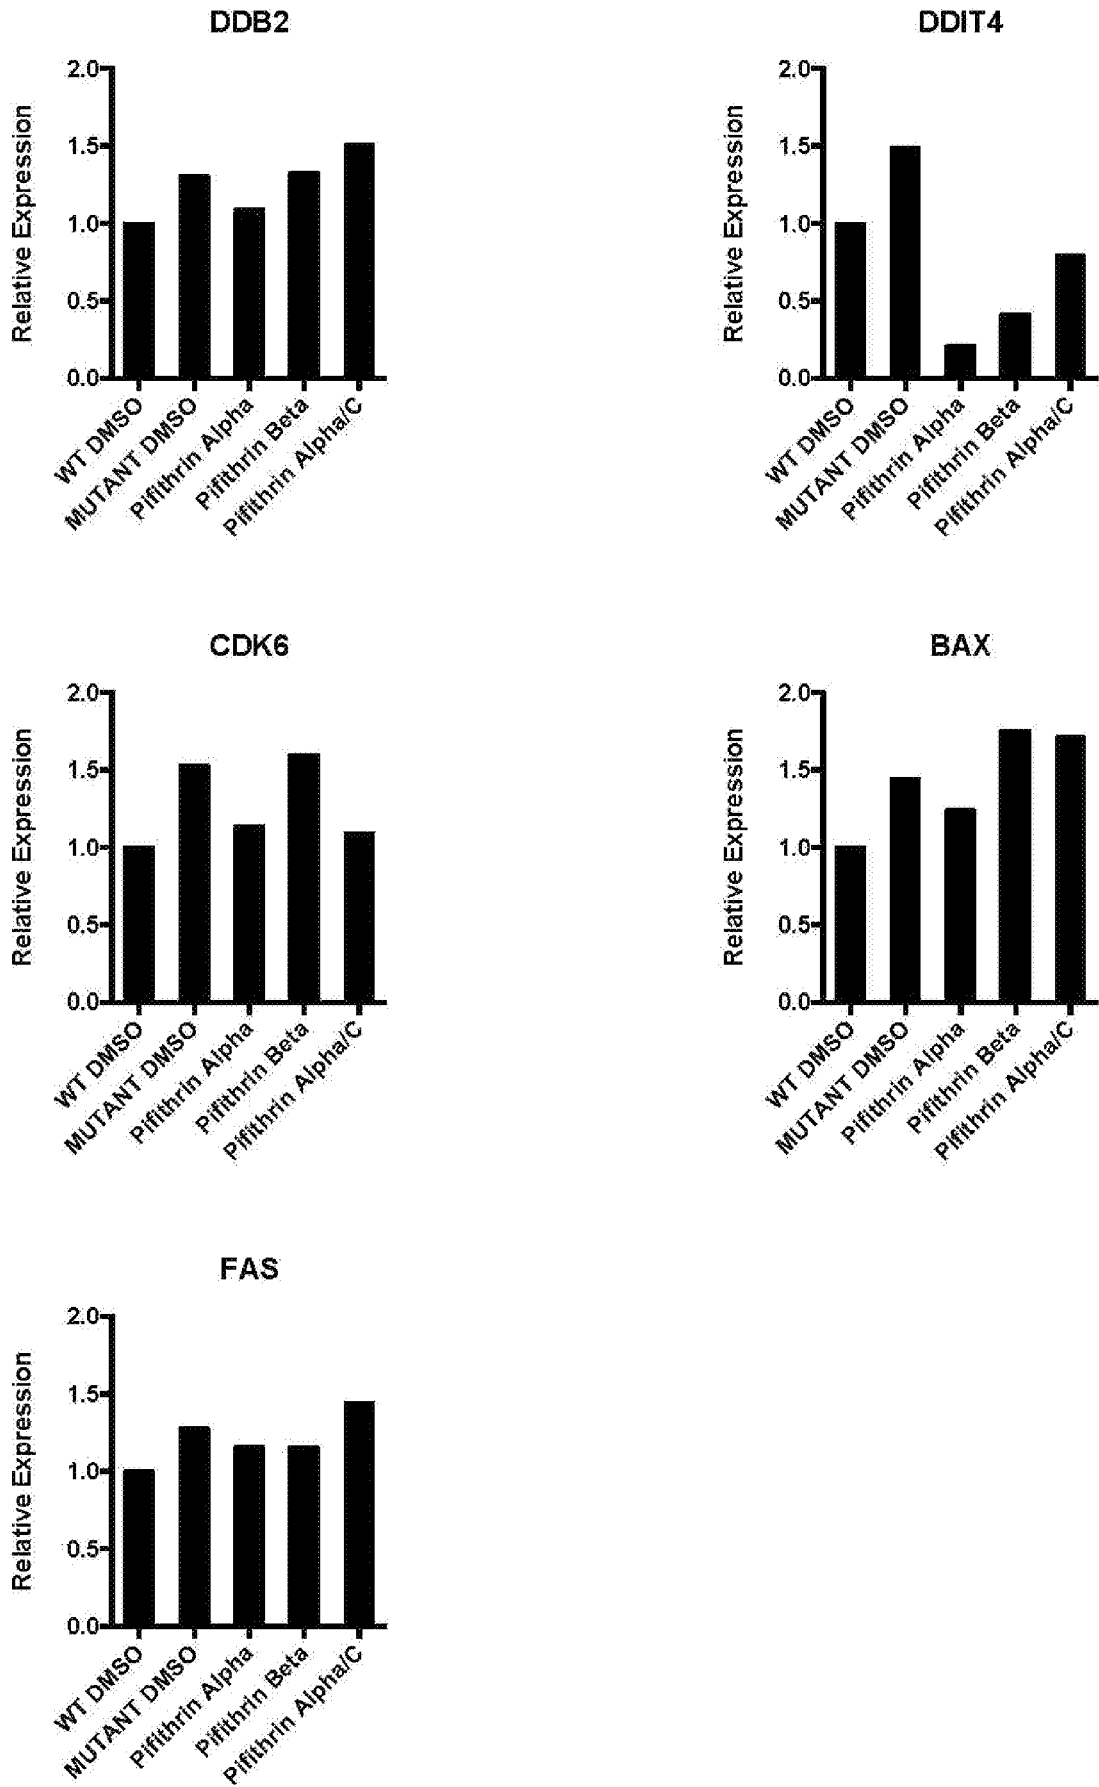 DDB2
2.0
1.5
1.0
0.5
0.0
Relative Expression
WT DMSO
MUTANT DMSO
Pifithrin Alpha
Pifithrin Beta
Pifithrin Alpha/C
DDIT4
2.0
1.5
1.0
0.5
0.0
Relative Expression
WT DMSO
MUTANT DMSO
Pifithrin Alpha
Pifithrin Beta
Pifithrin Alpha/C
CDK6
2.0
1.5
1.0
0.5
0.0
Relative Expression
WT DMSO
MUTANT DMSO
Pifithrin Alpha
Pifithrin Beta
Pifithrin Alpha/C
BAX
2.0
1.5
1.0
0.5
0.0
Relative Expression
WT DMSO
MUTANT DMSO
Pifithrin Alpha
Pifithrin Beta
Pifithrin Alpha/C
FAS
2.0
1.5
1.0
0.5
0.0
Relative Expression
WT DMSO
MUTANT DMSO
Pifithrin Alpha
Pifithrin Beta
Pifithrin Alpha/C